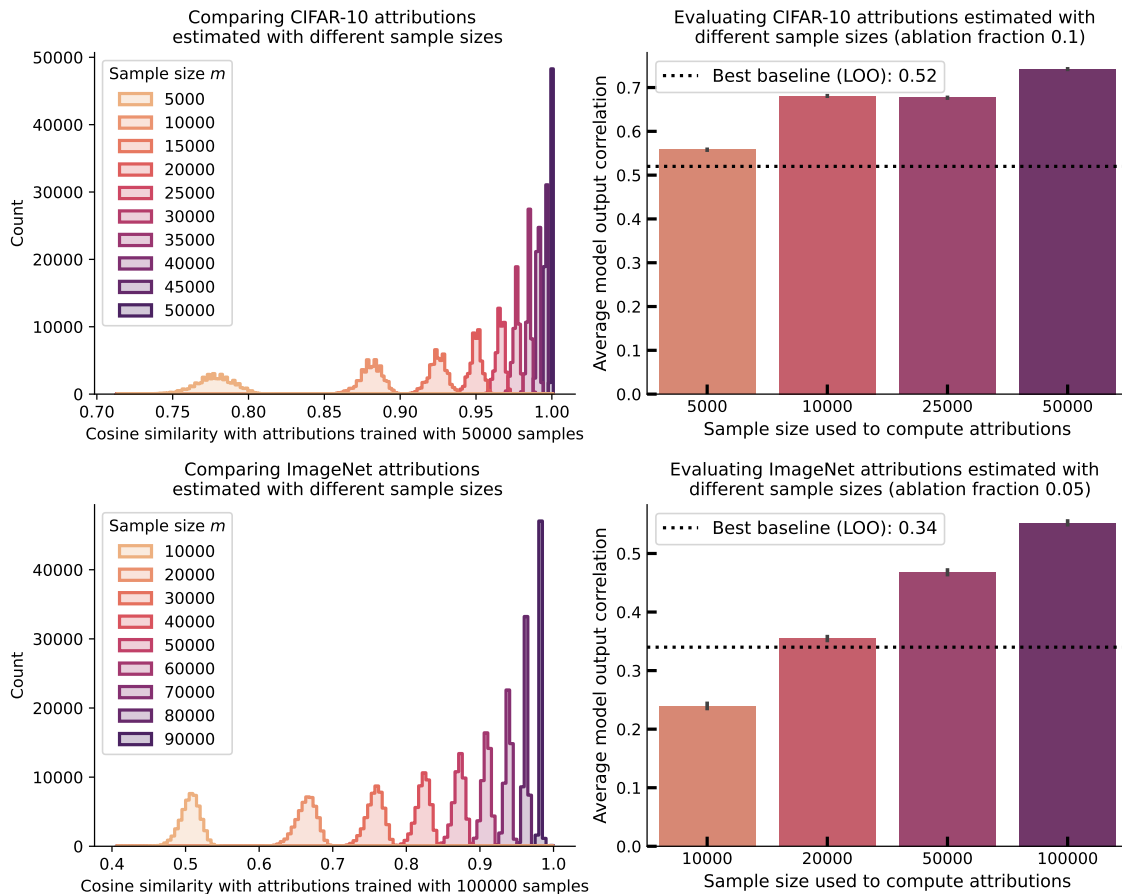 Comparing CIFAR-10 attributions
estimated with different sample sizes
50000
40000
30000
20000
10000
0
Count
Sample size m
5000
10000
15000
20000
25000
30000
35000
40000
45000
50000
0.70 0.75 0.80 0.85 0.90 0.95 1.00
Cosine similarity with attributions trained with 50000 samples
Evaluating CIFAR-10 attributions estimated with
different sample sizes (ablation fraction 0.1)
Best baseline (LOO): 0.52
0.7
0.6
0.5
0.4
0.3
0.2
0.1
0.0
Average model output correlation
5000 10000 25000 50000
Sample size used to compute attributions
Comparing ImageNet attributions
estimated with different sample sizes
40000
30000
20000
10000
0
Count
Sample size m
10000
20000
30000
40000
50000
60000
70000
80000
90000
0.4 0.5 0.6 0.7 0.8 0.9 1.0
Cosine similarity with attributions trained with 100000 samples
Evaluating ImageNet attributions estimated with
different sample sizes (ablation fraction 0.05)
Best baseline (LOO): 0.34
0.5
0.4
0.3
0.2
0.1
0.0
Average model output correlation
10000 20000 50000 100000
Sample size used to compute attributions